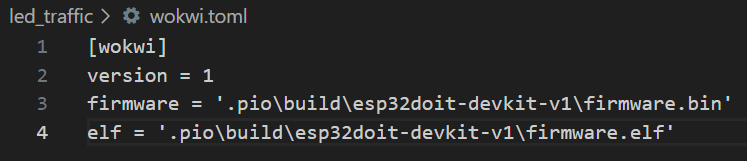 led_traffic > wokwi.toml
1 [wokwi]
2 version = 1
3 firmware = '.pio\build\esp32doit-devkit-v1\firmware.bin'
4 elf = '.pio\build\esp32doit-devkit-v1\firmware.elf'